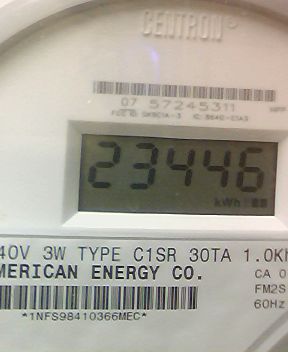 CENTRON
07 57245311
23446
kWh
40V 3W TYPE C1SR 30TA 1.0Kh
MERICAN ENERGY CO.
CA 0
FM2S
60Hz
*1NFS98410366MEC*